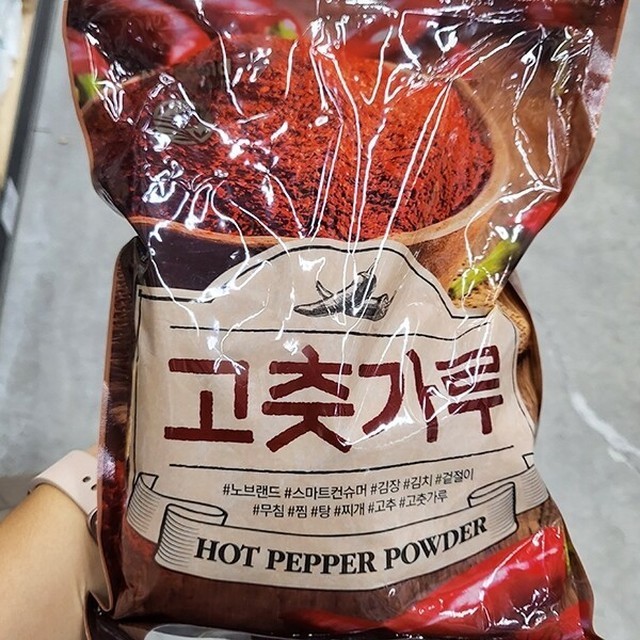 고춧가루
#노브랜드 #스마트컨슈머 #김장 #김치 #겉절이
#무침 #찜 #탕 #찌개 #고추 #고춧가루
HOT PEPPER POWDER